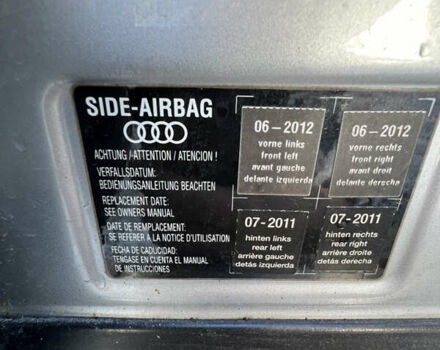 SIDE-AIRBAG
ACHTUNG / ATTENTION / ATENCION !
VERFALLSDATUM:
BEDIENUNGSANLEITUNG BEACHTEN
REPLACEMENT DATE:
SEE OWNERS MANUAL
DATE DE REMPLACEMENT:
SE REFERER A LA NOTICE D'UTILISATION
FECHA DE CADUCIDAD:
TENGASE EN CUENTA EL MANUAL
DE INSTRUCCIONES
06-2012
vorne links
front left
avant gauche
delante izquierda
06-2012
vorne rechts
front right
avant droit
delante derecha
07-2011
hinten links
rear left
arrière gauche
detás izquierda
07-2011
hinten rechts
rear right
arrière droite
detás derecha